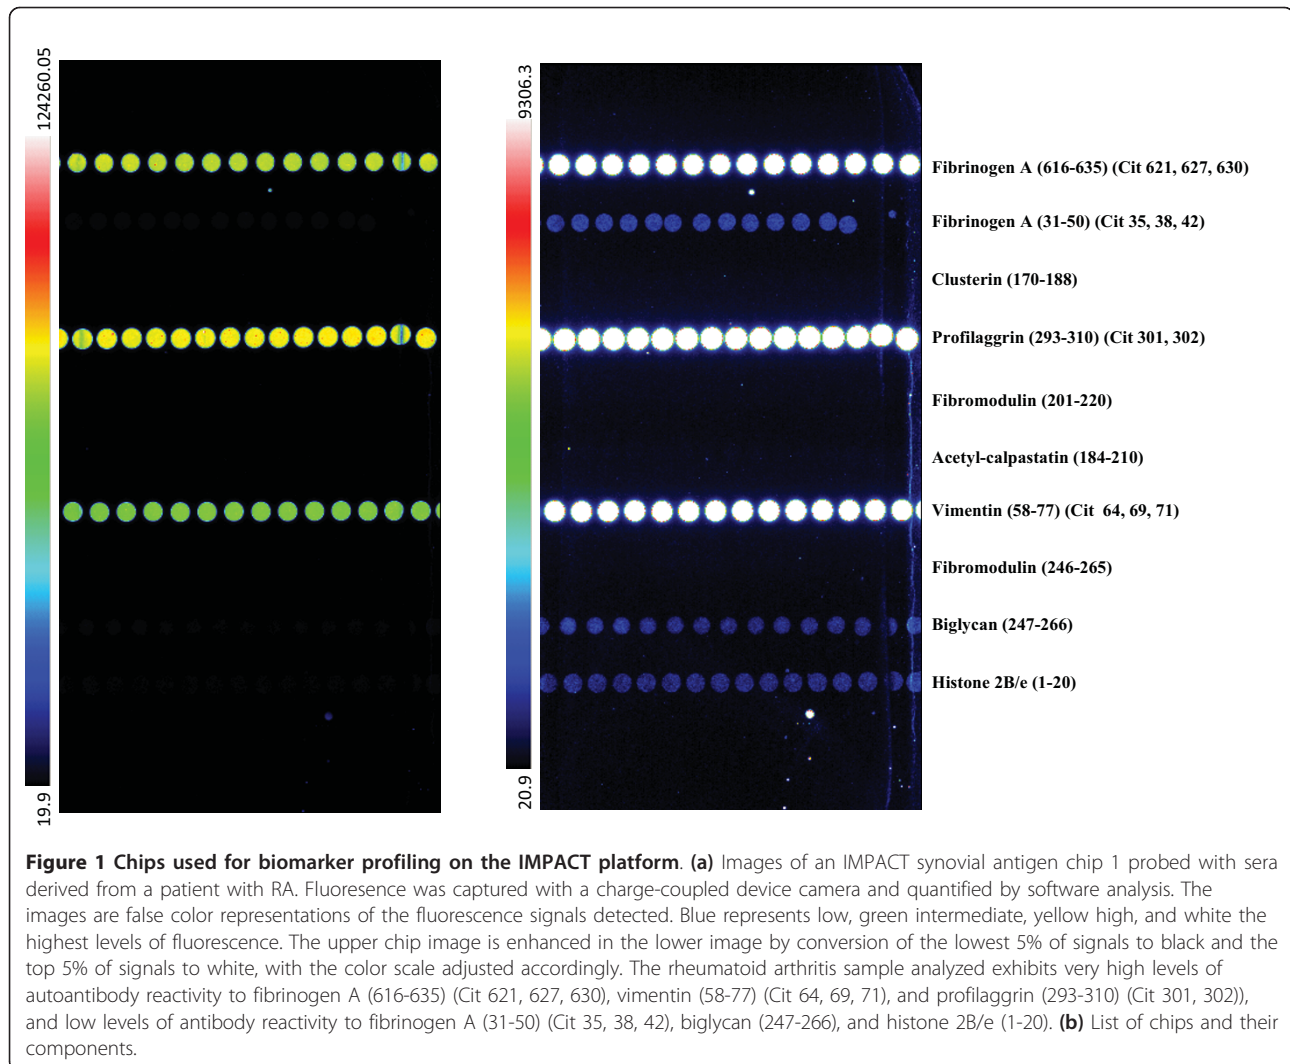 124260.05
19.9
9306.3
20.9
Fibrinogen A (616-635) (Cit 621, 627, 630)
Fibrinogen A (31-50) (Cit 35, 38, 42)
Clusterin (170-188)
Profilaggrin (293-310) (Cit 301, 302)
Fibromodulin (201-220)
Acetyl-calpastatin (184-210)
Vimentin (58-77) (Cit 64, 69, 71)
Fibromodulin (246-265)
Biglycan (247-266)
Histone 2B/e (1-20)
Figure 1 Chips used for biomarker profiling on the IMPACT platform. (a) Images of an IMPACT synovial antigen chip 1 probed with sera
derived from a patient with RA. Fluoresence was captured with a charge-coupled device camera and quantified by software analysis. The
images are false color representations of the fluorescence signals detected. Blue represents low, green intermediate, yellow high, and white the
highest levels of fluorescence. The upper chip image is enhanced in the lower image by conversion of the lowest 5% of signals to black and the
top 5% of signals to white, with the color scale adjusted accordingly. The rheumatoid arthritis sample analyzed exhibits very high levels of
autoantibody reactivity to fibrinogen A (616-635) (Cit 621, 627, 630), vimentin (58-77) (Cit 64, 69, 71), and profilaggrin (293-310) (Cit 301, 302)),
and low levels of antibody reactivity to fibrinogen A (31-50) (Cit 35, 38, 42), biglycan (247-266), and histone 2B/e (1-20). (b) List of chips and their
components.